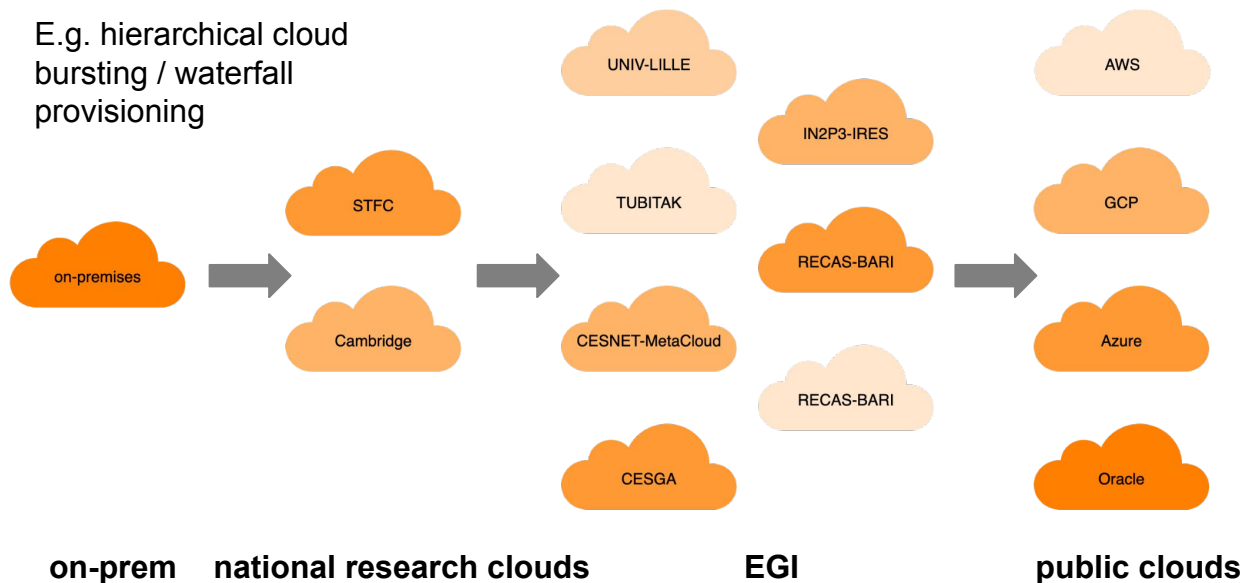 E.g. hierarchical cloud
bursting / waterfall
provisioning
on-premises
STFC
Cambridge
UNIV-LILLE
TUBITAK
CESNET-MetaCloud
CESGA
IN2P3-IRES
RECAS-BARI
RECAS-BARI
AWS
GCP
Azure
Oracle
on-prem
national research clouds
EGI
public clouds